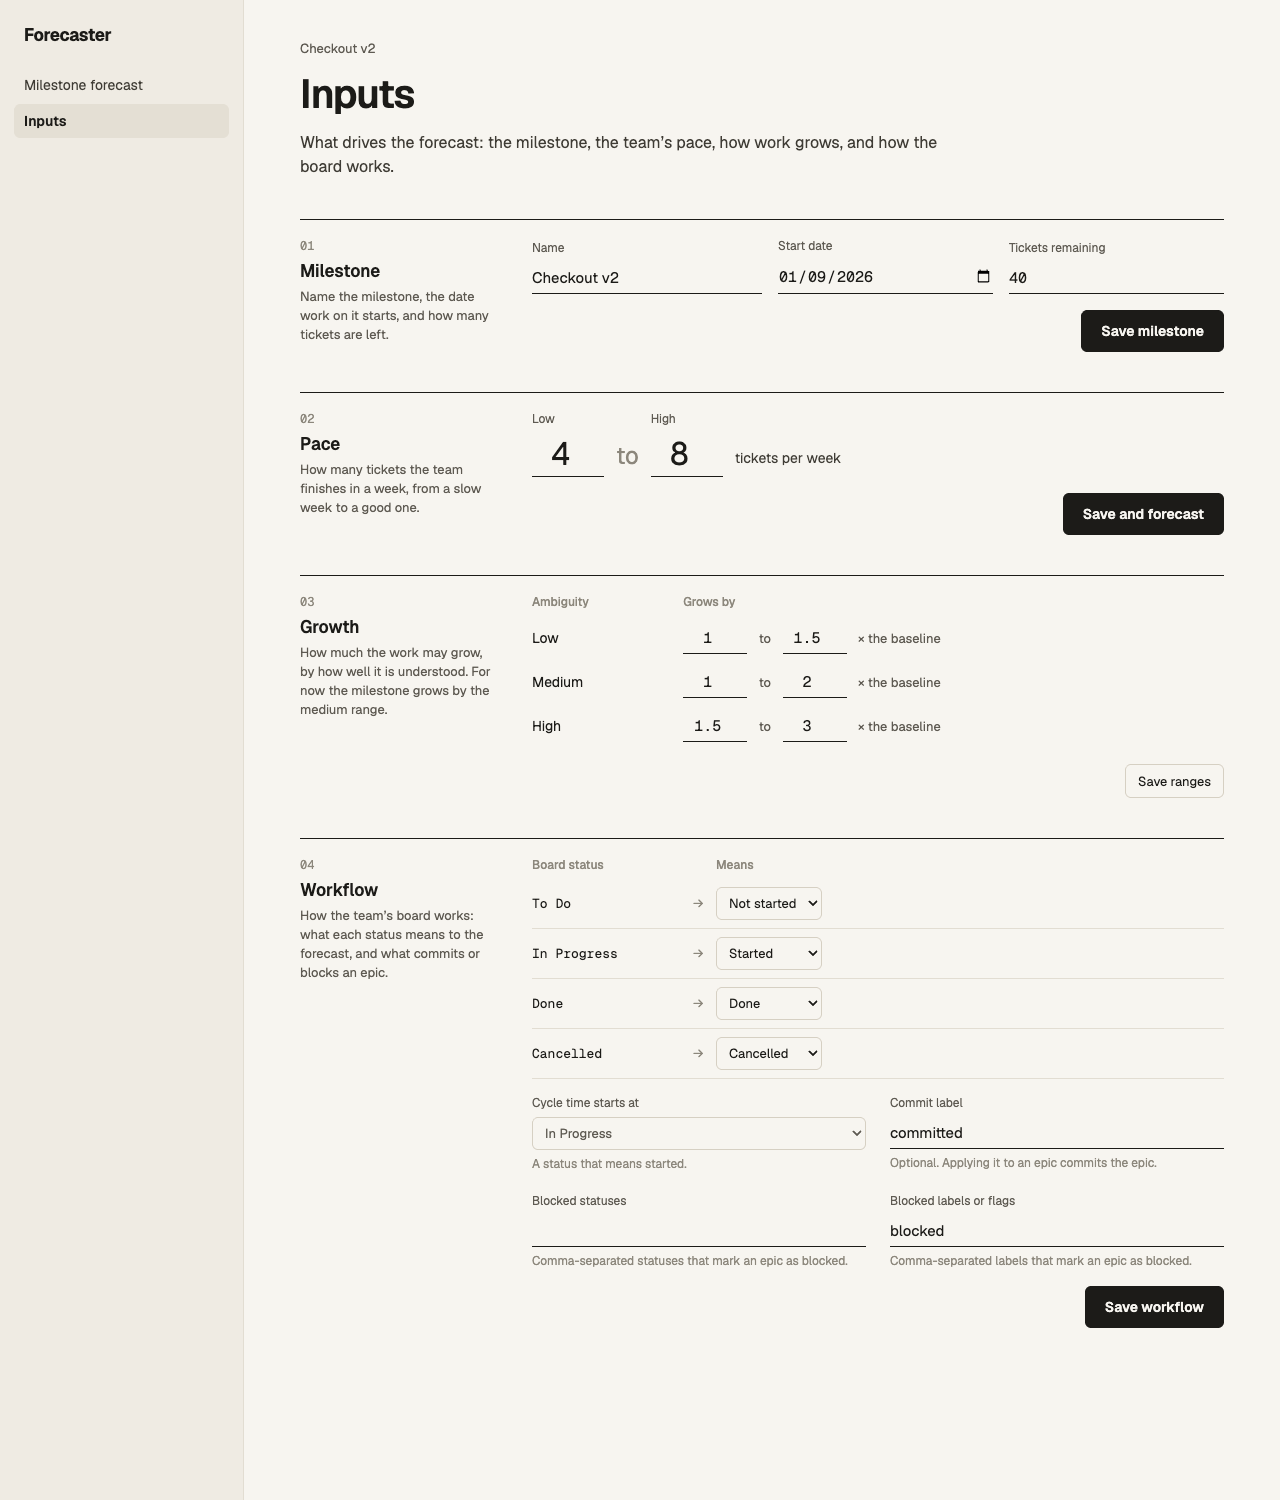 Forecaster
Milestone forecast
Inputs
Checkout v2
Inputs
What drives the forecast: the milestone, the team’s pace, how work grows, and how the
board works.
01
Milestone
Name the milestone, the date
work on it starts, and how many
tickets are left.
Name
Start date
Tickets remaining
Checkout v2
01/09/2026
40
Save milestone
02
Pace
How many tickets the team
finishes in a week, from a slow
week to a good one.
Low
High
4 to 8 tickets per week
Save and forecast
03
Growth
How much the work may grow,
by how well it is understood. For
now the milestone grows by the
medium range.
Ambiguity
Grows by
Low 1 to 1.5 × the baseline
Medium 1 to 2 × the baseline
High 1.5 to 3 × the baseline
Save ranges
04
Workflow
How the team’s board works:
what each status means to the
forecast, and what commits or
blocks an epic.
Board status
Means
To Do → Not started
In Progress → Started
Done → Done
Cancelled → Cancelled
Cycle time starts at
In Progress
A status that means started.
Commit label
committed
Optional. Applying it to an epic commits the epic.
Blocked statuses
Comma-separated statuses that mark an epic as blocked.
Blocked labels or flags
blocked
Comma-separated labels that mark an epic as blocked.
Save workflow